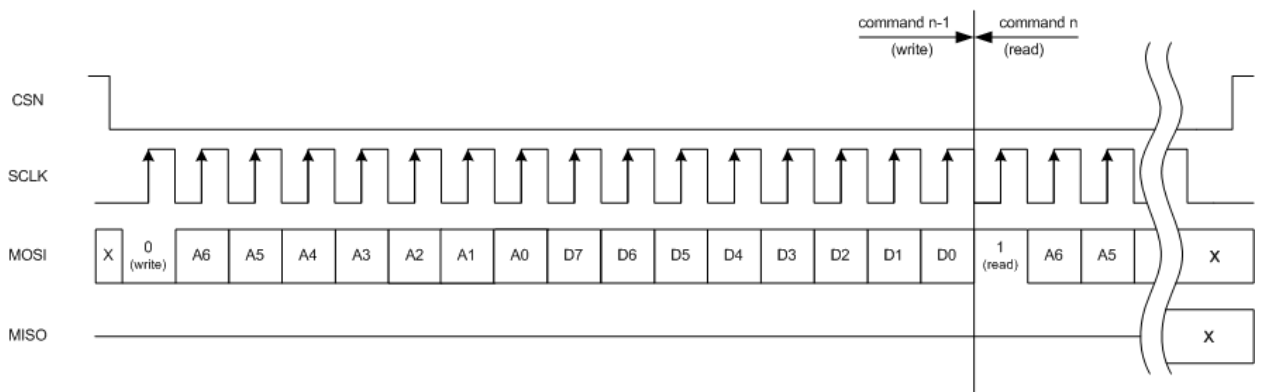 command n-1 command n
(write) (read)
CSN
SCLK
MOSI X 0 (write) A6 A5 A4 A3 A2 A1 A0 D7 D6 D5 D4 D3 D2 D1 D0 1 (read) A6 A5 X
MISO X